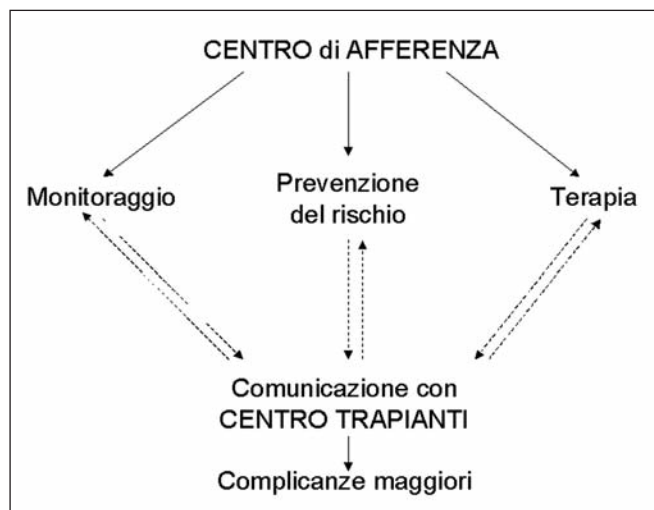 CENTRO di AFFERENZA
Monitoraggio
Prevenzione
del rischio
Terapia
Comunicazione con
CENTRO TRAPIANTI
Complicanze maggiori